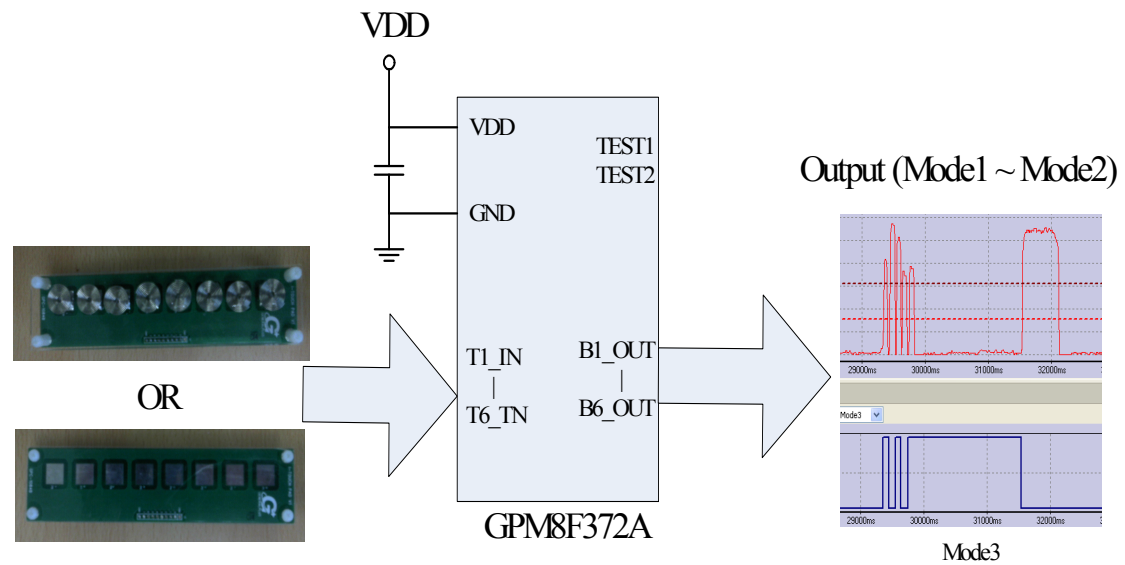 VDD
VDD
TEST1
TEST2
GND
Output (Mode1 ~ Mode2)
29000ms 30000ms 31000ms 32000ms
T1_IN
|
T6_TN
B1_OUT
|
B6_OUT
OR
Mode3
29000ms 30000ms 31000ms 32000ms
GPM8F372A
Mode3